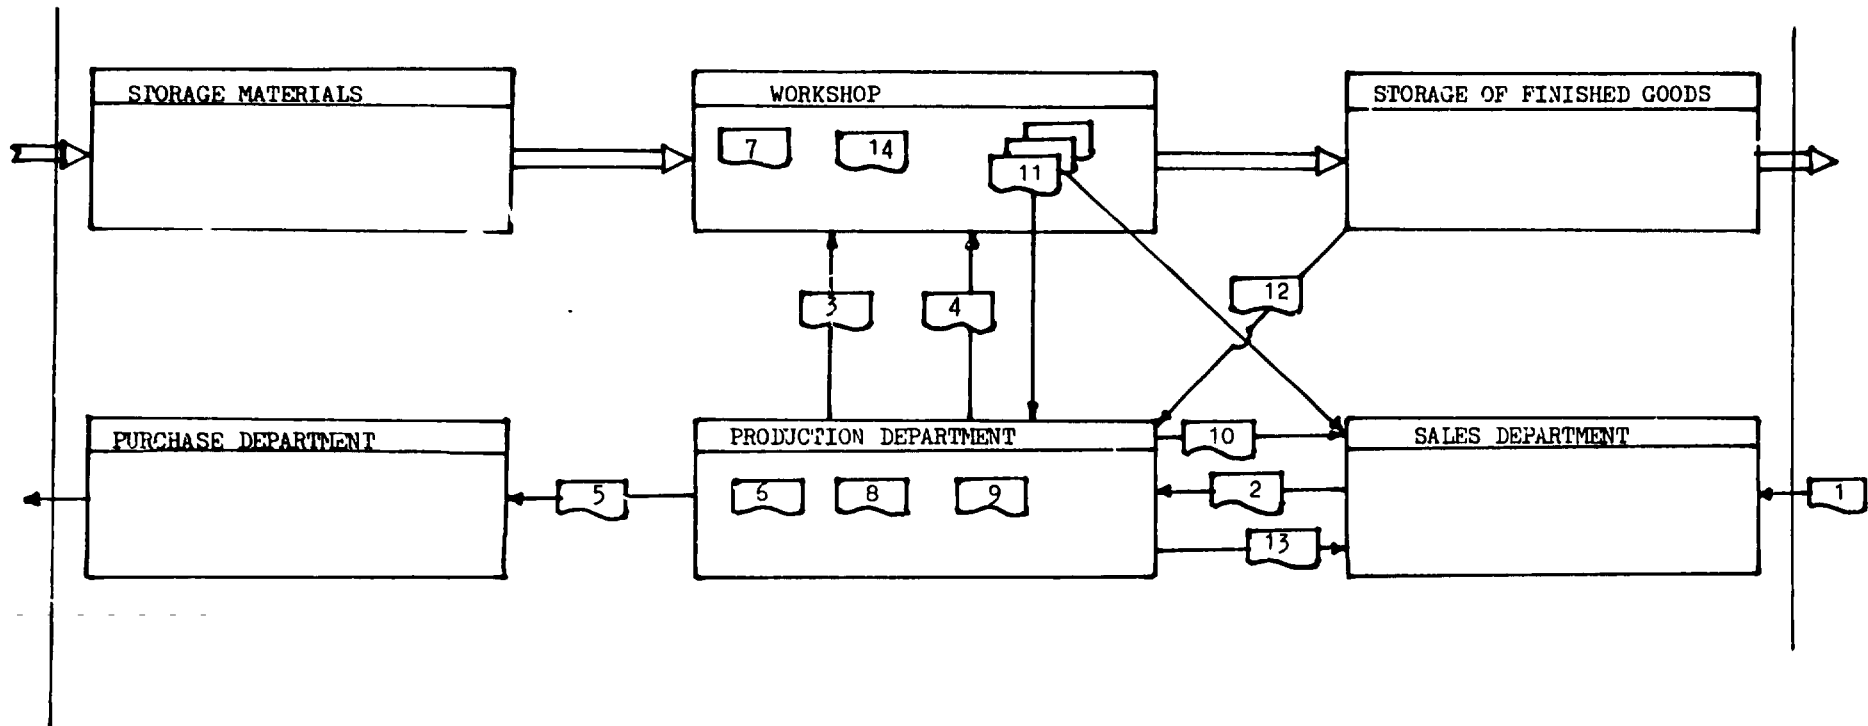 STORAGE MATERIALS
WORKSHOP
STORAGE OF FINISHED GOODS
7
14
11
12
3
4
PURCHASE DEPARTMENT
PRODUCTION DEPARTMENT
10
SALES DEPARTMENT
5
6
8
9
2
1
13